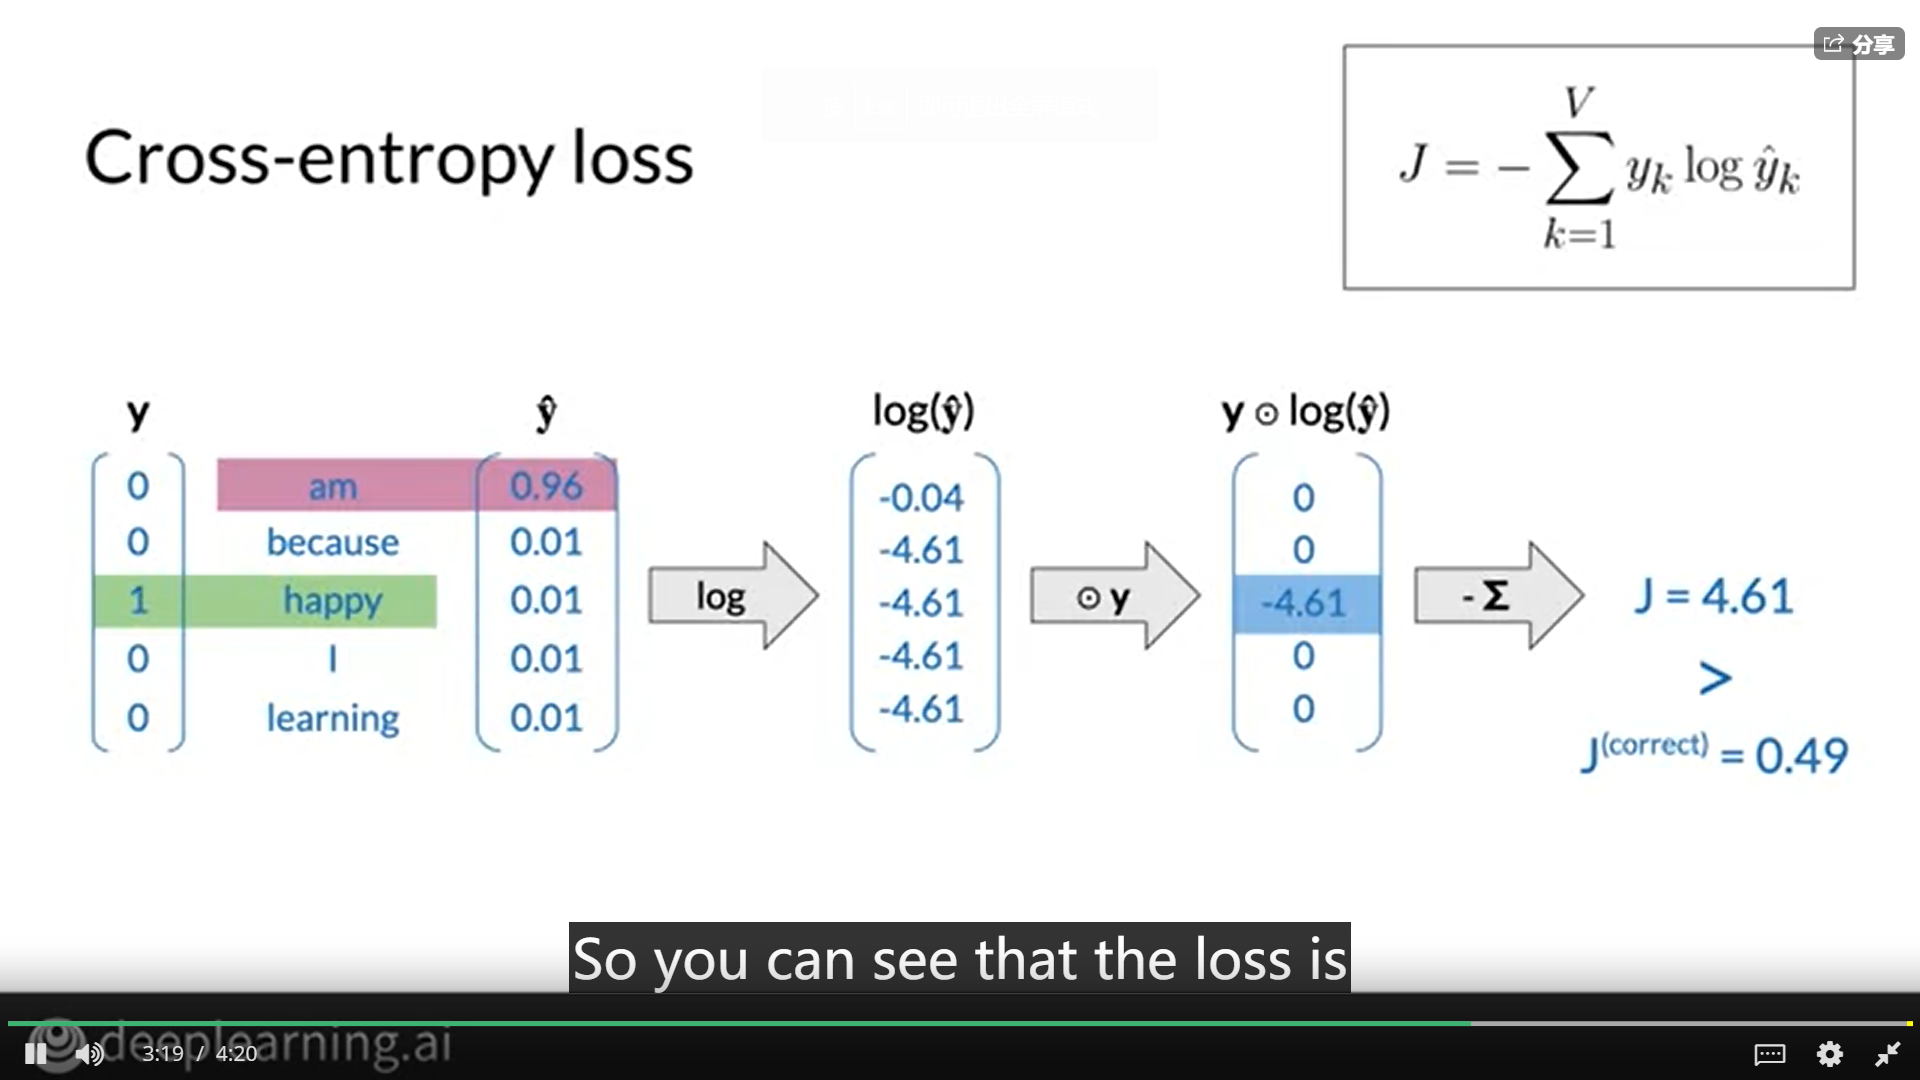 分享
Cross-entropy loss
J = - \sum_{k=1}^{V} y_k log ŷ_k
y ŷ log(ŷ) y ⊙ log(ŷ)
0 am 0.96 -0.04 0
0 because 0.01 -4.61 0
1 happy 0.01 log -4.61 ⊙ y -4.61 - Σ J = 4.61
0 I 0.01 -4.61 0 >
0 learning 0.01 -4.61 0
J(correct) = 0.49
So you can see that the loss is
deeplearning.ai
3:19 / 4:20